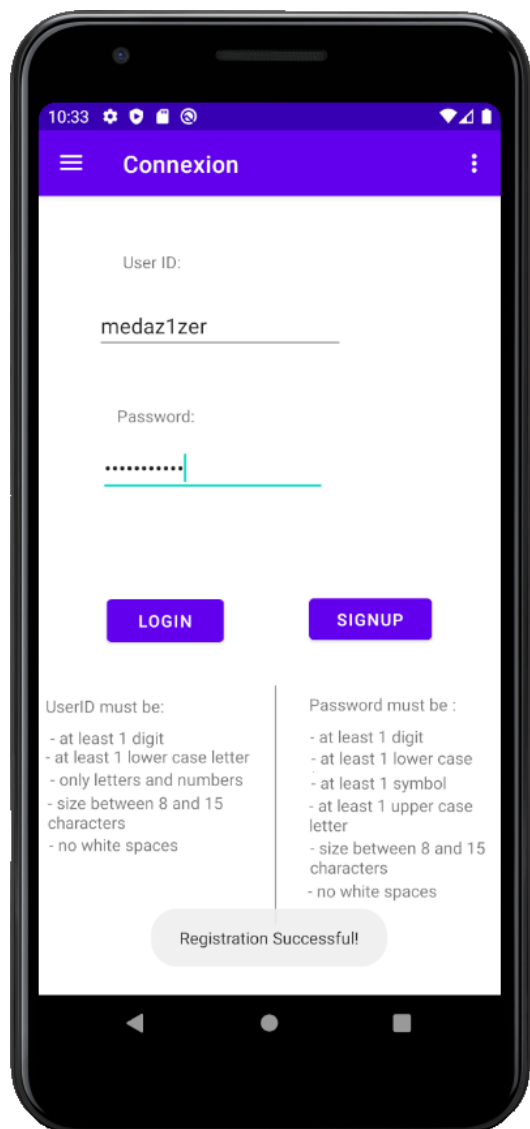 10:33
Connexion
User ID:
medaz1zer
Password:
•••••••••••
LOGIN
SIGNUP
UserID must be:
- at least 1 digit
- at least 1 lower case letter
- only letters and numbers
- size between 8 and 15
characters
- no white spaces
Password must be :
- at least 1 digit
- at least 1 lower case
- at least 1 symbol
- at least 1 upper case
letter
- size between 8 and 15
characters
- no white spaces
Registration Successful!